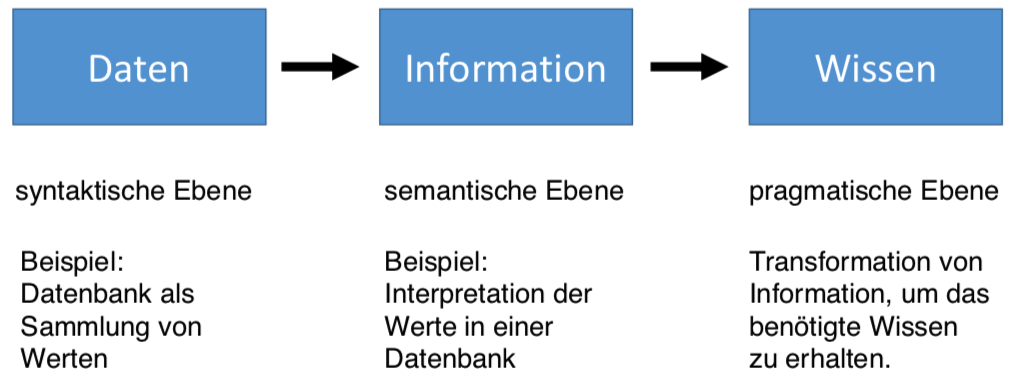 Daten
Information
Wissen
syntaktische Ebene
semantische Ebene
pragmatische Ebene
Beispiel:
Datenbank als
Sammlung von
Werten
Beispiel:
Interpretation der
Werte in einer
Datenbank
Transformation von
Information, um das
benötigte Wissen
zu erhalten.